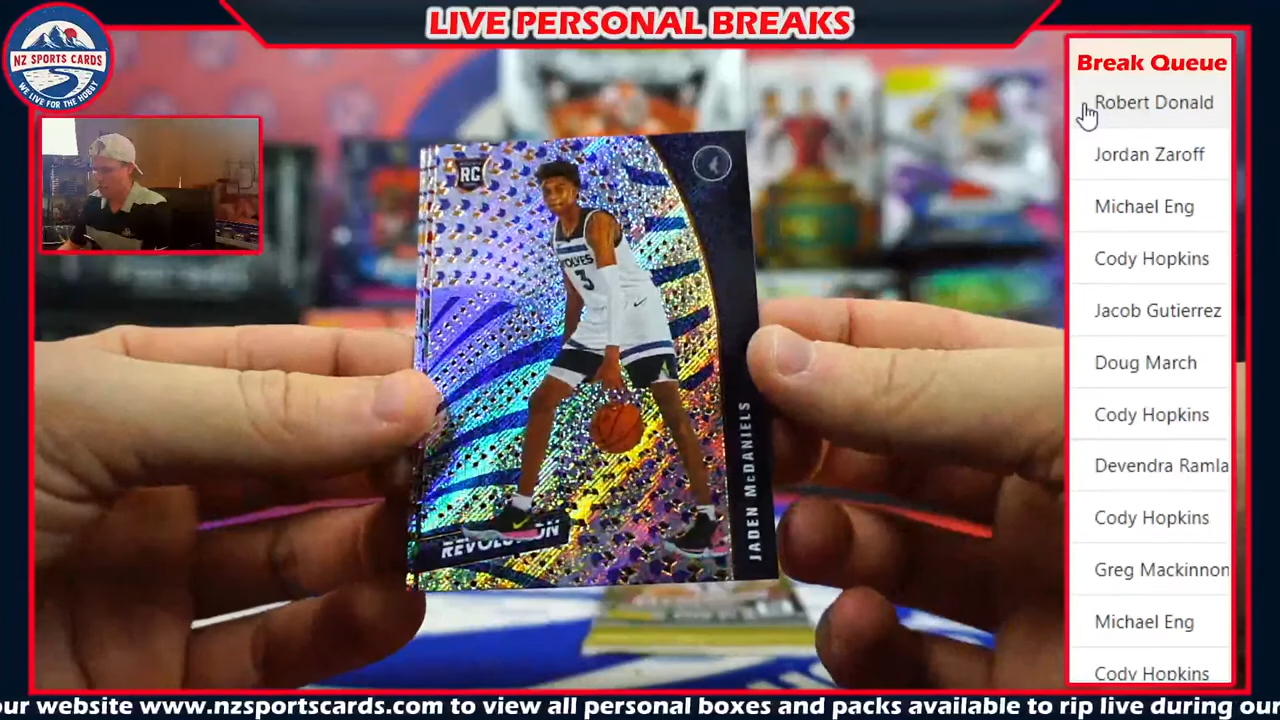 LIVE PERSONAL BREAKS
NZ SPORTS CARDS
WE LIVE FOR THE HOBBY
Break Queue
Robert Donald
Jordan Zaroff
Michael Eng
Cody Hopkins
Jacob Gutierrez
Doug March
Cody Hopkins
Devendra Ramla
Cody Hopkins
Greg Mackinnon
Michael Eng
Cody Hopkins
RC
WOLVES
3
REVOLUTION
JADEN McDANIELS
our website www.nzsportscards.com to view all personal boxes and packs available to rip live during our